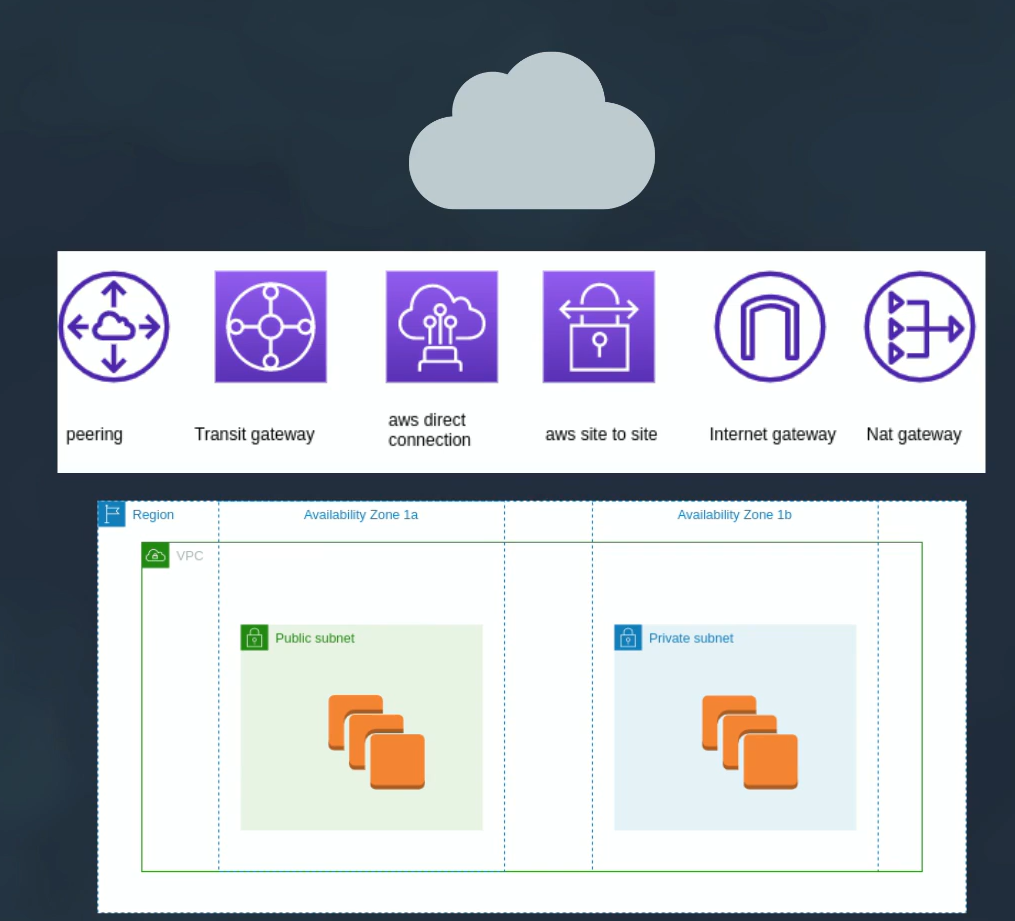 peering
Transit gateway
aws direct
connection
aws site to site
Internet gateway
Nat gateway
Region
Availability Zone 1a
Availability Zone 1b
VPC
Public subnet
Private subnet